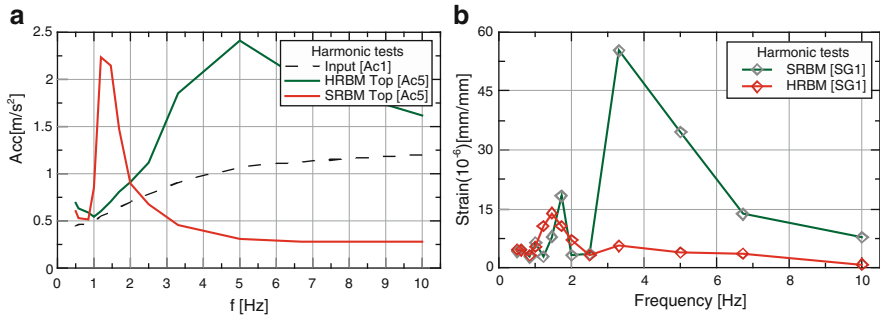 a
Acc[m/s²]
2.5
2
1.5
1
0.5
0
Harmonic tests
Input [Ac1]
HRBM Top [Ac5]
SRBM Top [Ac5]
0 1 2 3 4 5 6 7 8 9 10
f [Hz]
b
Strain(10⁻⁶)[mm/mm]
60
45
30
15
0
Harmonic tests
SRBM [SG1]
HRBM [SG1]
0 2 4 6 8 10
Frequency [Hz]